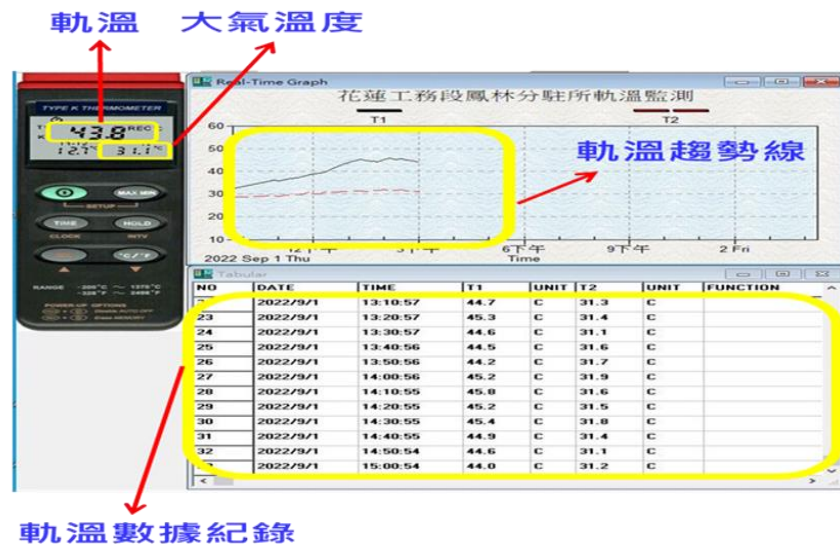 軌溫 大氣溫度
Real-Time Graph
花蓮工務段鳳林分駐所軌溫監測
T1 T2
TYPE K THERMOMETER
43.8 REC
12.7 31.1 °C
60
50
40
30
20
10
軌溫趨勢線
6下午 9下午 2 Fri
2022 Sep 1 Thu Time
MAX MIN
SETUP
TIME HOLD
CLOCK INTV
°C/°F
RANGE
Tabular
NO DATE TIME T1 UNIT T2 UNIT FUNCTION
2022/9/1 13:10:57 44.7 C 31.3 C
23 2022/9/1 13:20:57 45.3 C 31.4 C
24 2022/9/1 13:30:57 44.6 C 31.1 C
25 2022/9/1 13:40:56 44.5 C 31.6 C
26 2022/9/1 13:50:56 44.2 C 31.7 C
27 2022/9/1 14:00:56 45.2 C 31.9 C
28 2022/9/1 14:10:55 45.8 C 31.6 C
29 2022/9/1 14:20:55 45.2 C 31.5 C
30 2022/9/1 14:30:55 45.4 C 31.8 C
31 2022/9/1 14:40:55 44.9 C 31.4 C
32 2022/9/1 14:50:54 44.6 C 31.1 C
2022/9/1 15:00:54 44.0 C 31.2 C
軌溫數據紀錄